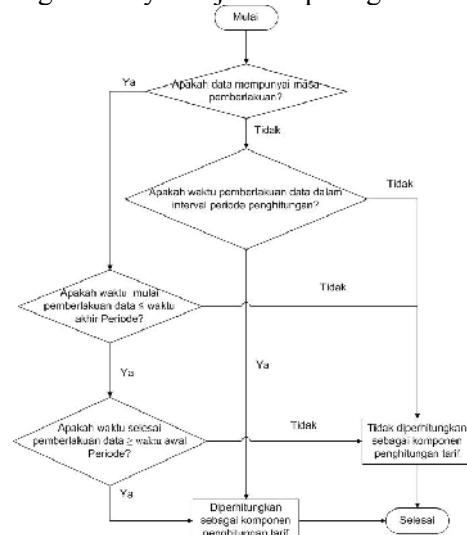 Mulai
Apakah data mempunyai masa
pemberlakuan?
Ya
Tidak
Apakah waktu pemberlakuan data dalam
interval periode penghitungan?
Tidak
Apakah waktu mulai
pemberlakuan data ≤ waktu
akhir Periode?
Tidak
Ya
Ya
Apakah waktu selesai
pemberlakuan data ≥ waktu awal
Periode?
Tidak
Tidak diperhitungkan
sebagai komponen
penghitungan tarif
Ya
Diperhitungkan
sebagai komponen
penghitungan tarif
Selesai